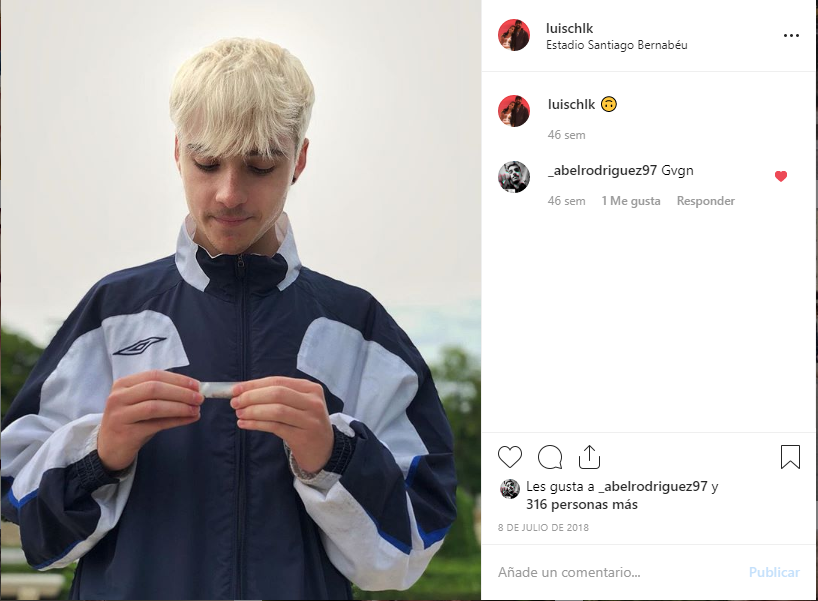 luischlk
Estadio Santiago Bernabéu
luischlk 🙃
46 sem
_abelrodriguez97 Gvgn
46 sem 1 Me gusta Responder
Les gusta a _abelrodriguez97 y
316 personas más
8 DE JULIO DE 2018
Añade un comentario... Publicar